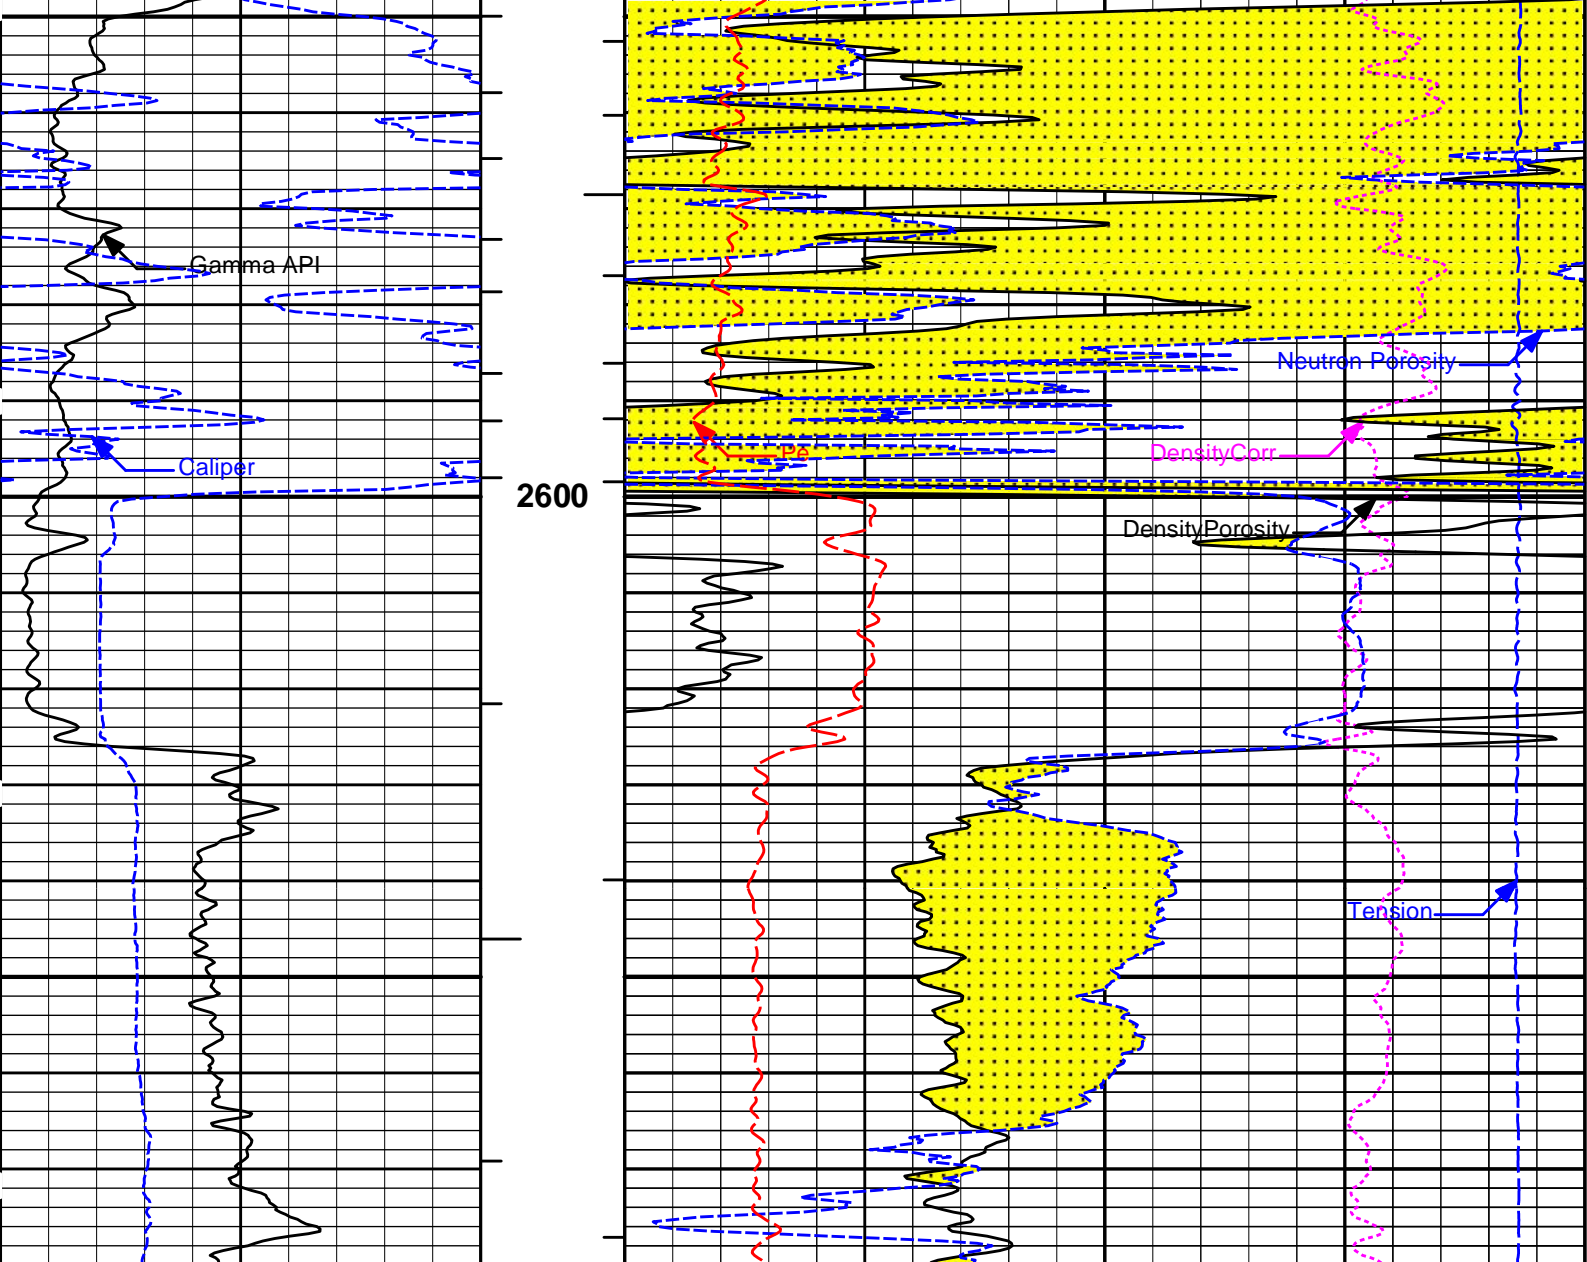 Gamma API
Neutron Porosity
Pe
DensityCorr
Caliper
2600
DensityPorosity
Tension